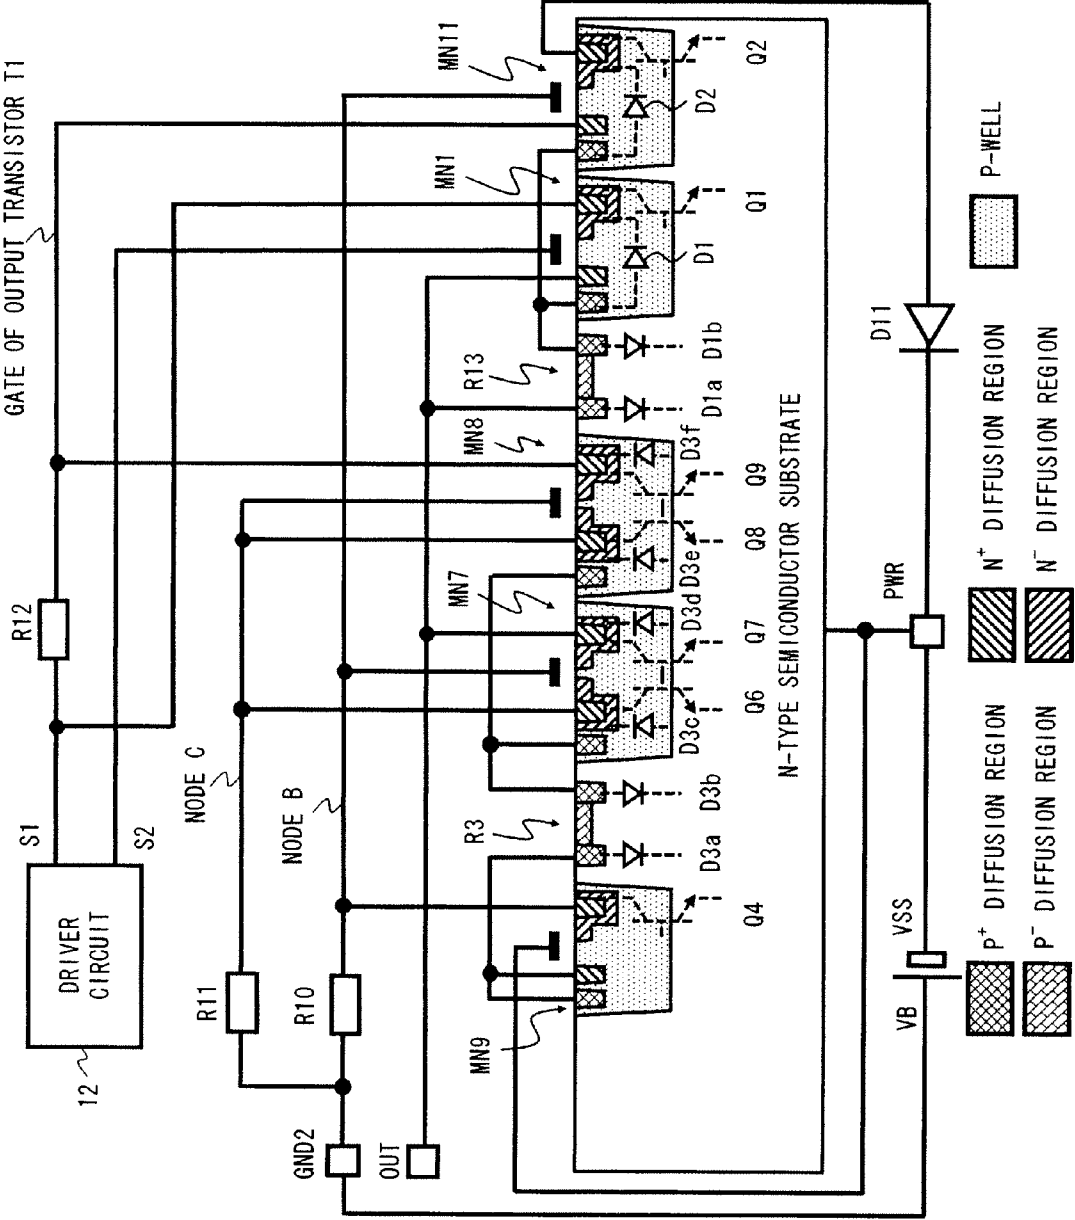 GATE OF OUTPUT TRANSISTOR T1
MN11
MN1
MN8
MN7
MN9
R12
R13
R3
R11
R10
S1
S2
NODE C
NODE B
DRIVER
CIRCUIT
12
GND2
OUT
Q2
Q1
Q9
Q8
Q7
Q6
Q4
D2
D1
D1b
D1a
D3f
D3e
D3d
D3c
D3b
D3a
N-TYPE SEMICONDUCTOR SUBSTRATE
D11
PWR
VSS
VB
P-WELL
N+ DIFFUSION REGION
N- DIFFUSION REGION
P+ DIFFUSION REGION
P- DIFFUSION REGION